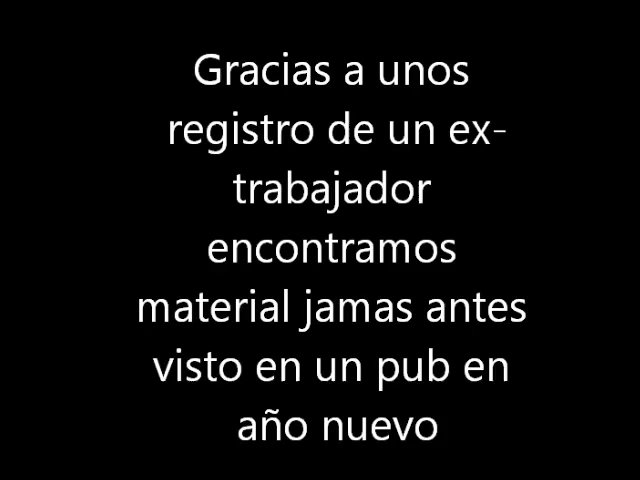 Gracias a unos
registro de un ex-
trabajador
encontramos
material jamas antes
visto en un pub en
año nuevo